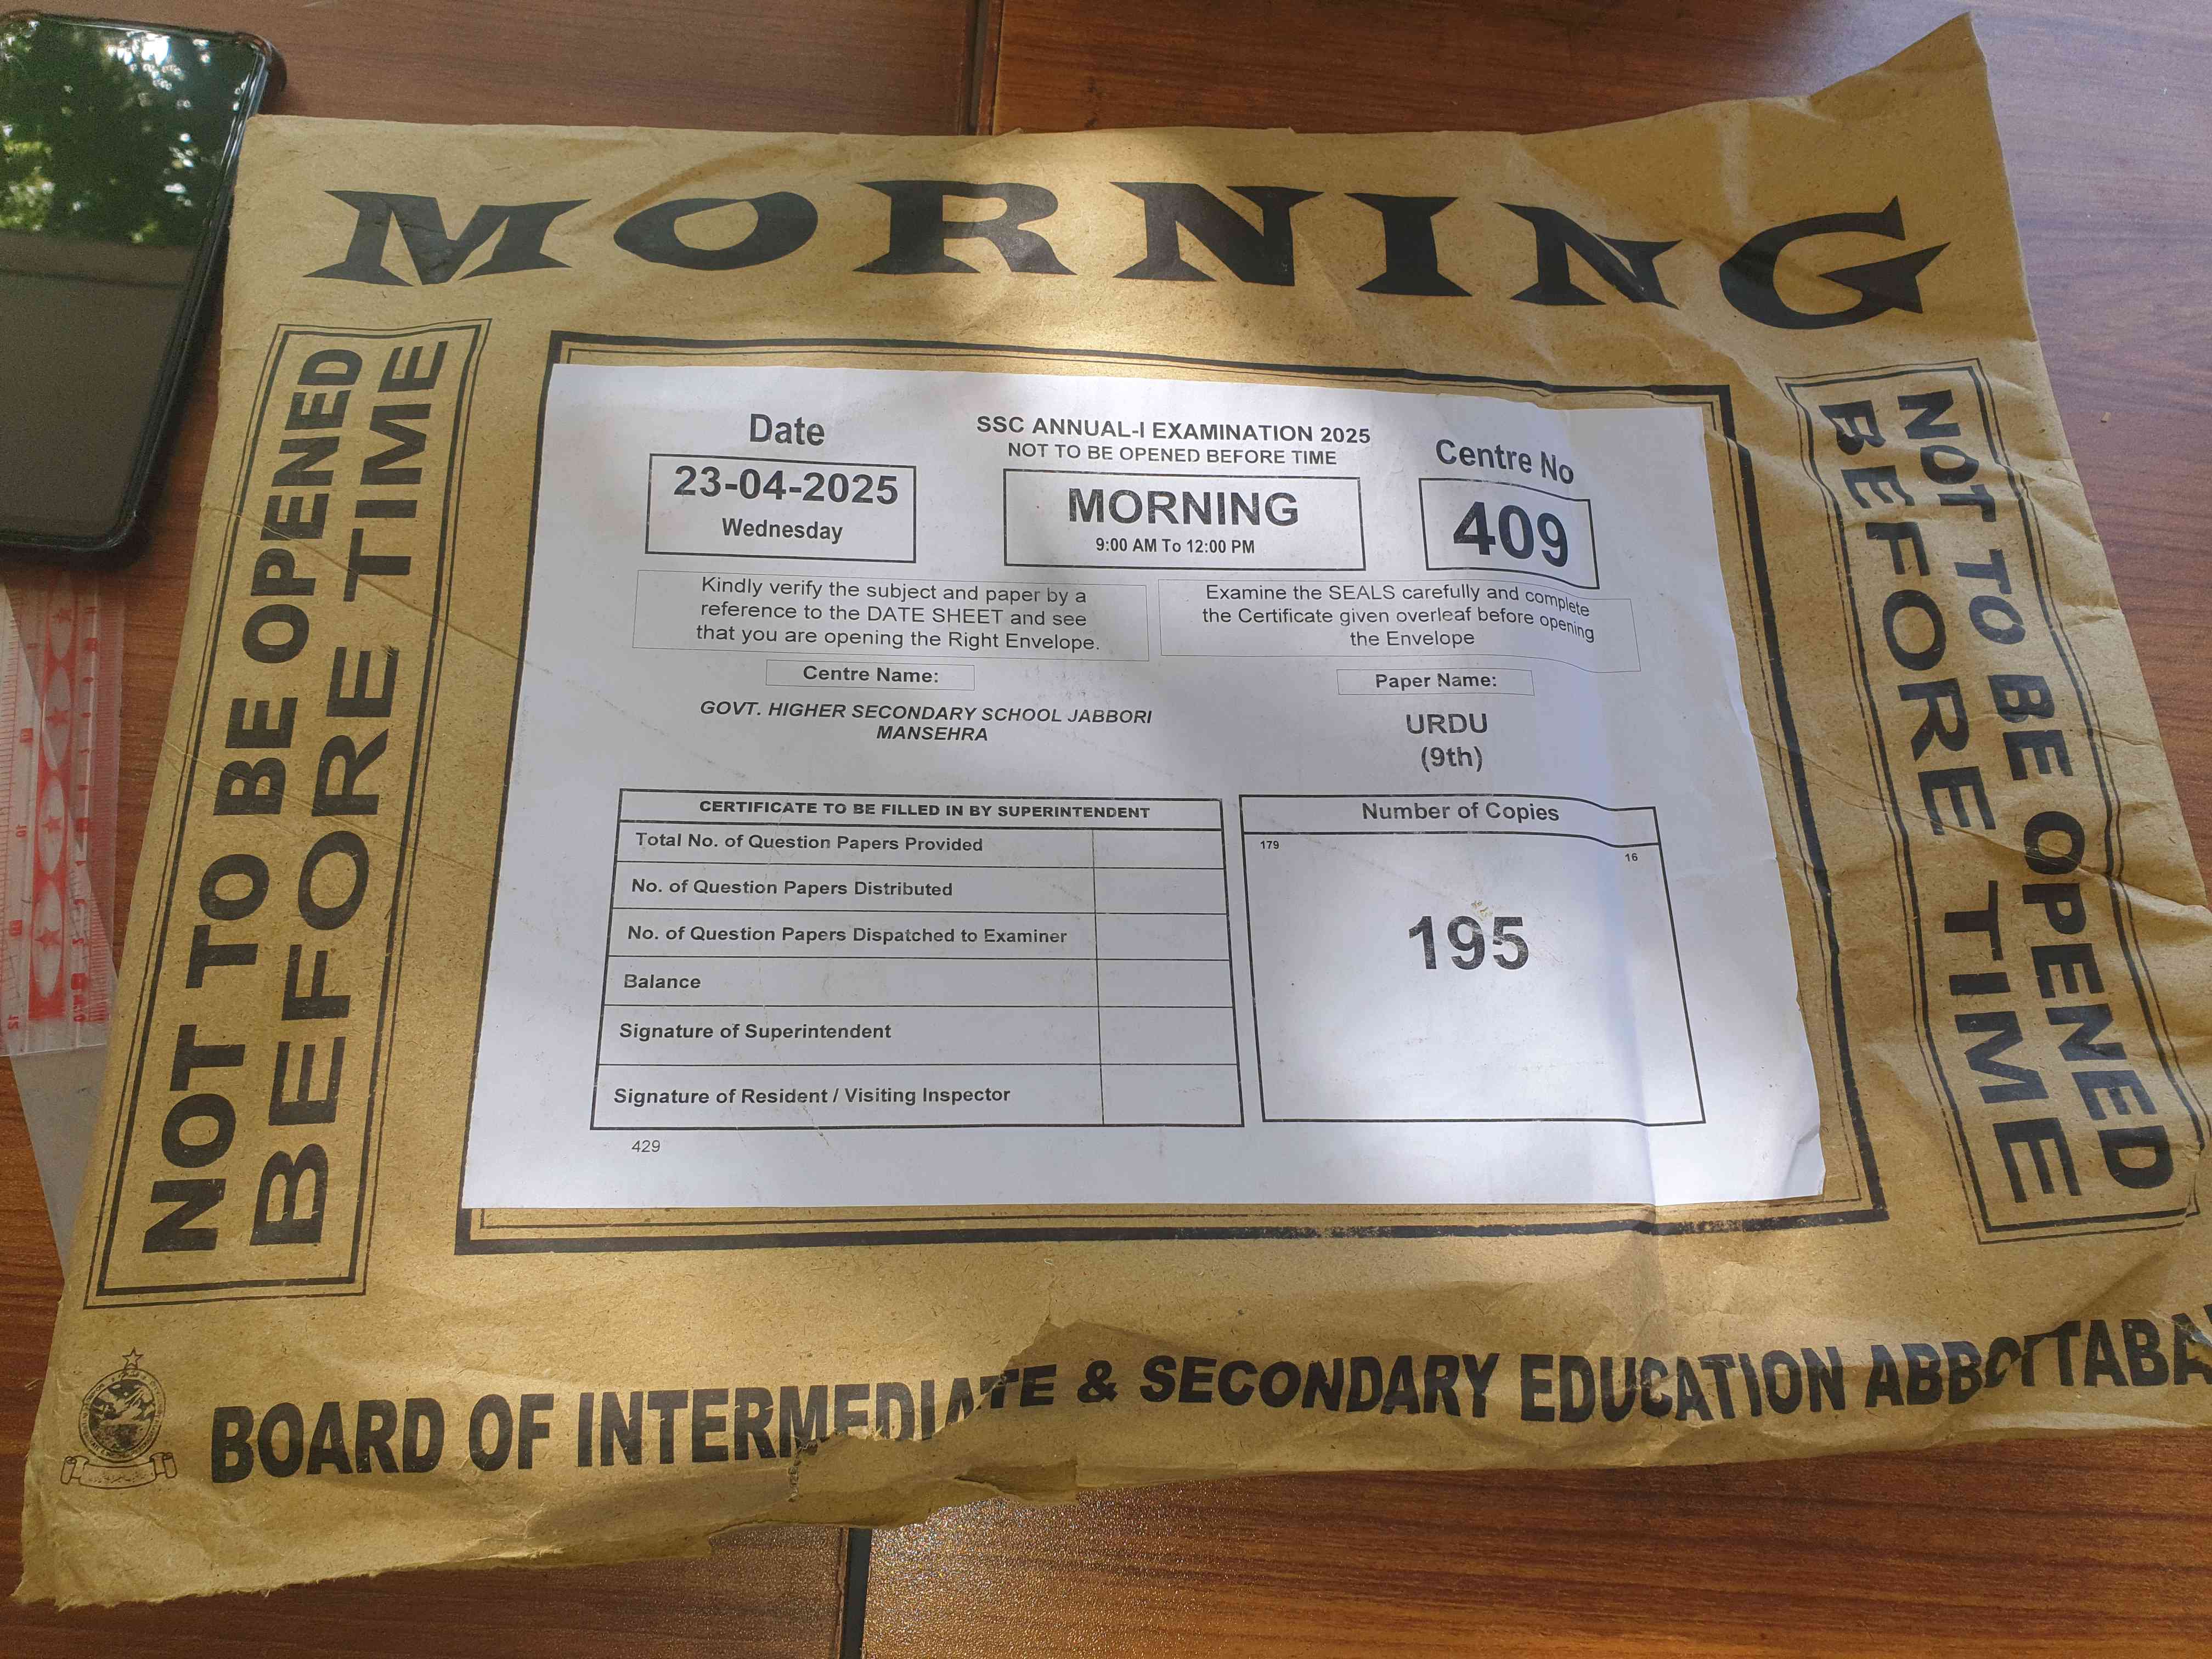 MORNING
NOT TO BE OPENED
BEFORE TIME
Date
23-04-2025
Wednesday
SSC ANNUAL-I EXAMINATION 2025
NOT TO BE OPENED BEFORE TIME
MORNING
9:00 AM To 12:00 PM
Centre No
409
Kindly verify the subject and paper by a
reference to the DATE SHEET and see
that you are opening the Right Envelope.
Examine the SEALS carefully and complete
the Certificate given overleaf before opening
the Envelope
Centre Name:
GOVT. HIGHER SECONDARY SCHOOL JABBORI
MANSEHRA
Paper Name:
URDU
(9th)
CERTIFICATE TO BE FILLED IN BY SUPERINTENDENT
Total No. of Question Papers Provided
No. of Question Papers Distributed
No. of Question Papers Dispatched to Examiner
Balance
Signature of Superintendent
Signature of Resident / Visiting Inspector
429
Number of Copies
179
16
195
NOT TO BE OPENED
BEFORE TIME
BOARD OF INTERMEDIATE & SECONDARY EDUCATION ABBOTTABA